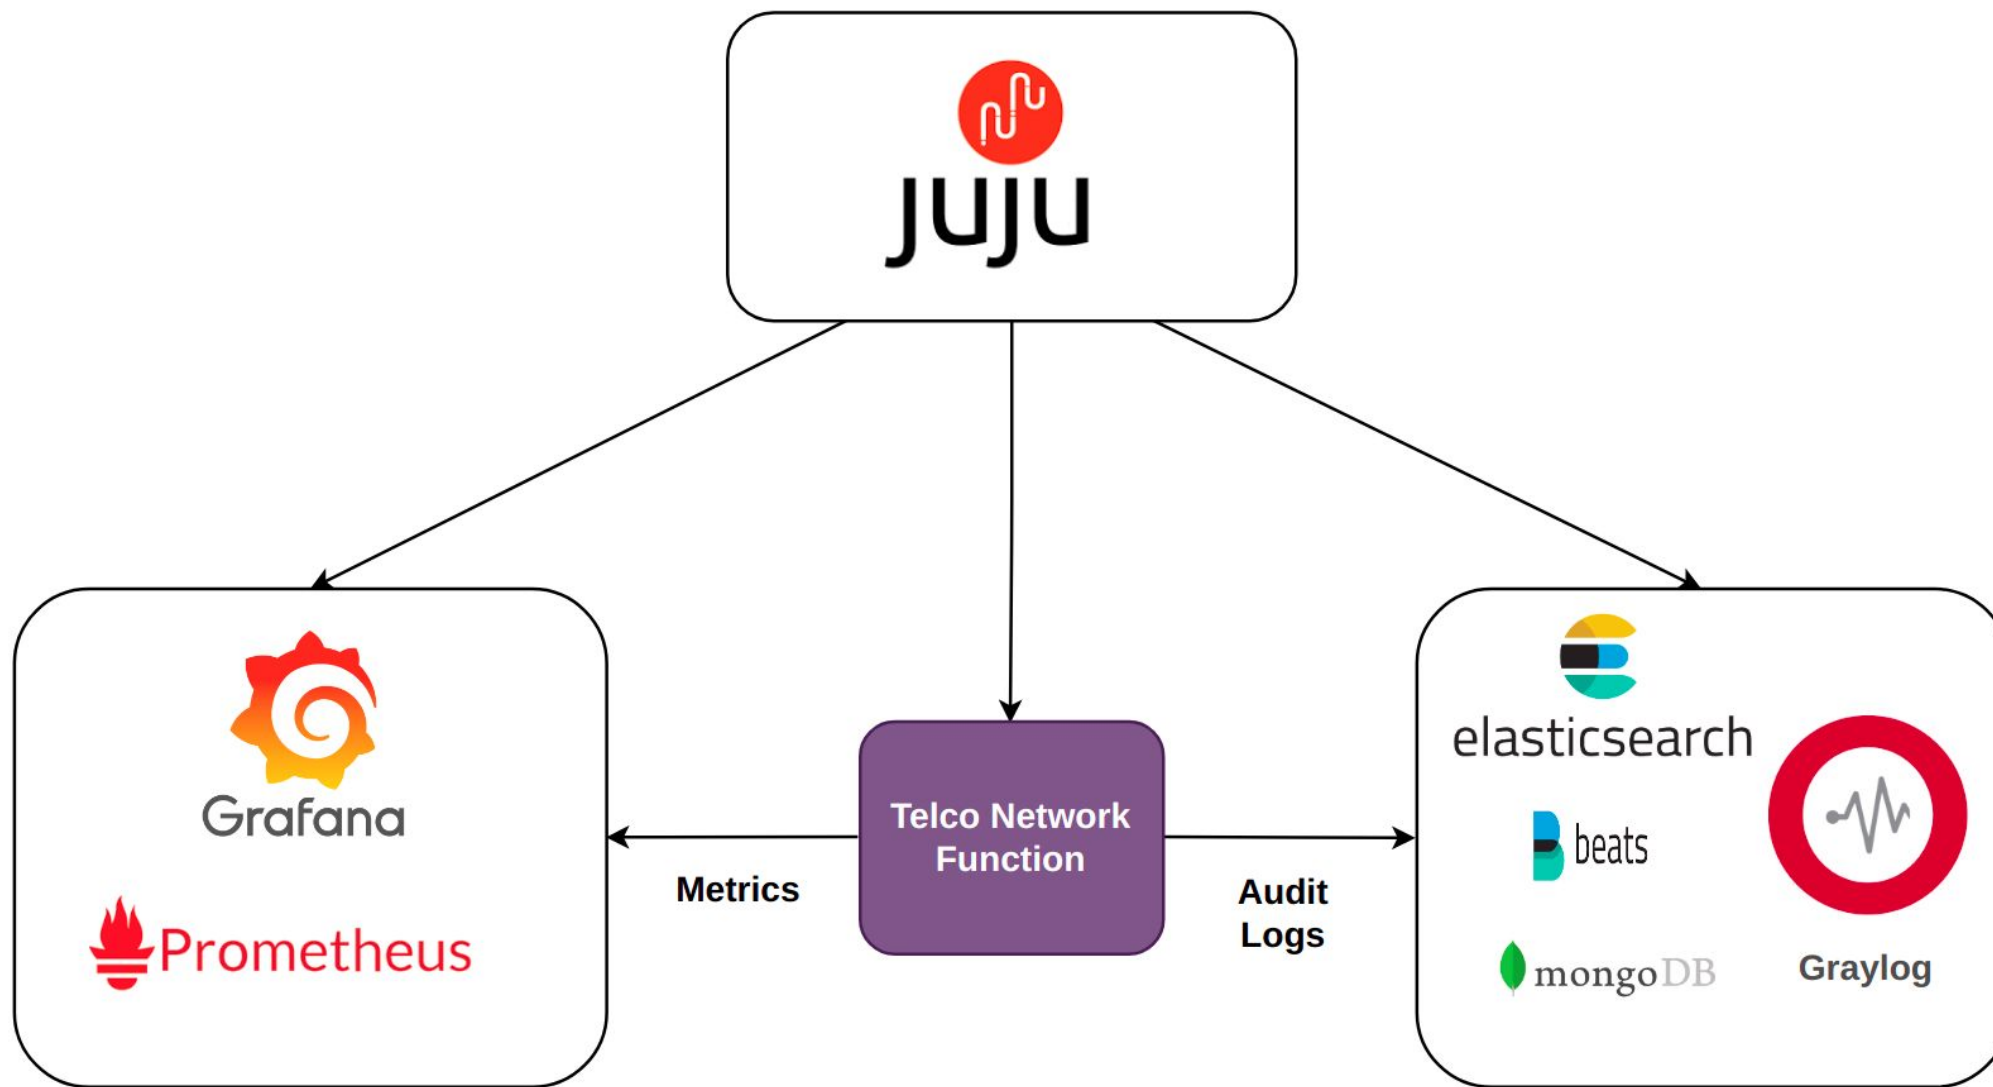 juju
Grafana
Prometheus
Telco Network
Function
Metrics
Audit
Logs
elasticsearch
beats
mongoDB
Graylog